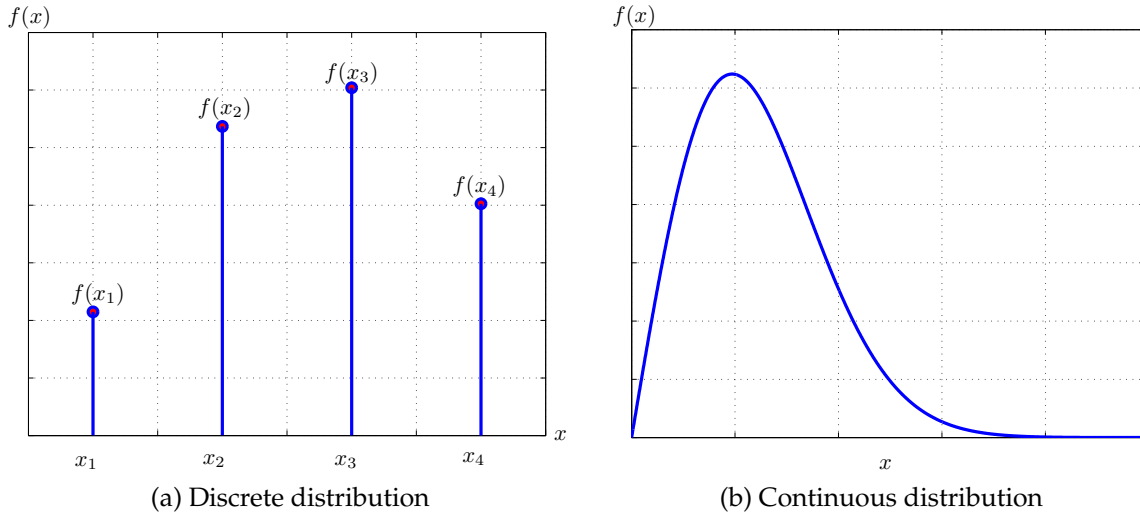 f(x)
f(x₃)
f(x₂)
f(x₄)
f(x₁)
x
x₁ x₂ x₃ x₄
(a) Discrete distribution
f(x)
x
(b) Continuous distribution